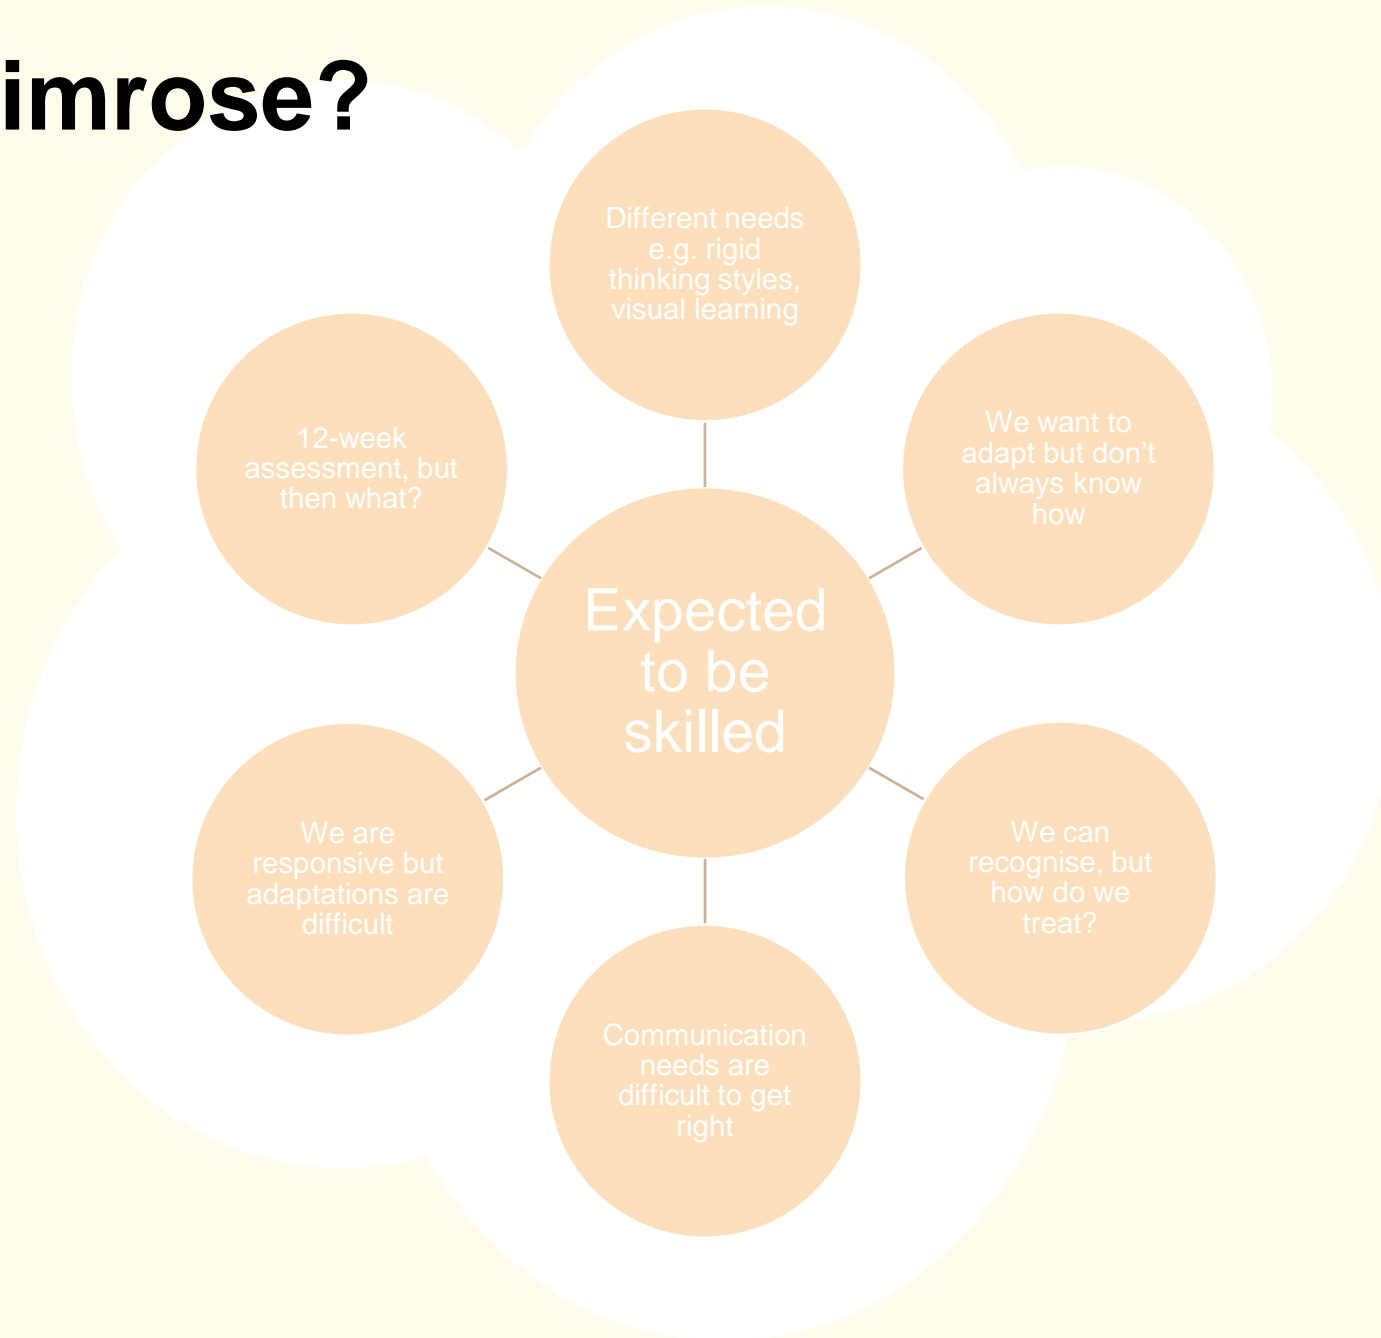 imrose?
Different needs
e.g. rigid
thinking styles,
visual learning
We want to
adapt but don’t
always know
how
We can
recognise, but
how do we
treat?
Communication
needs are
difficult to get
right
We are
responsive but
adaptations are
difficult
12-week
assessment, but
then what?
Expected
to be
skilled